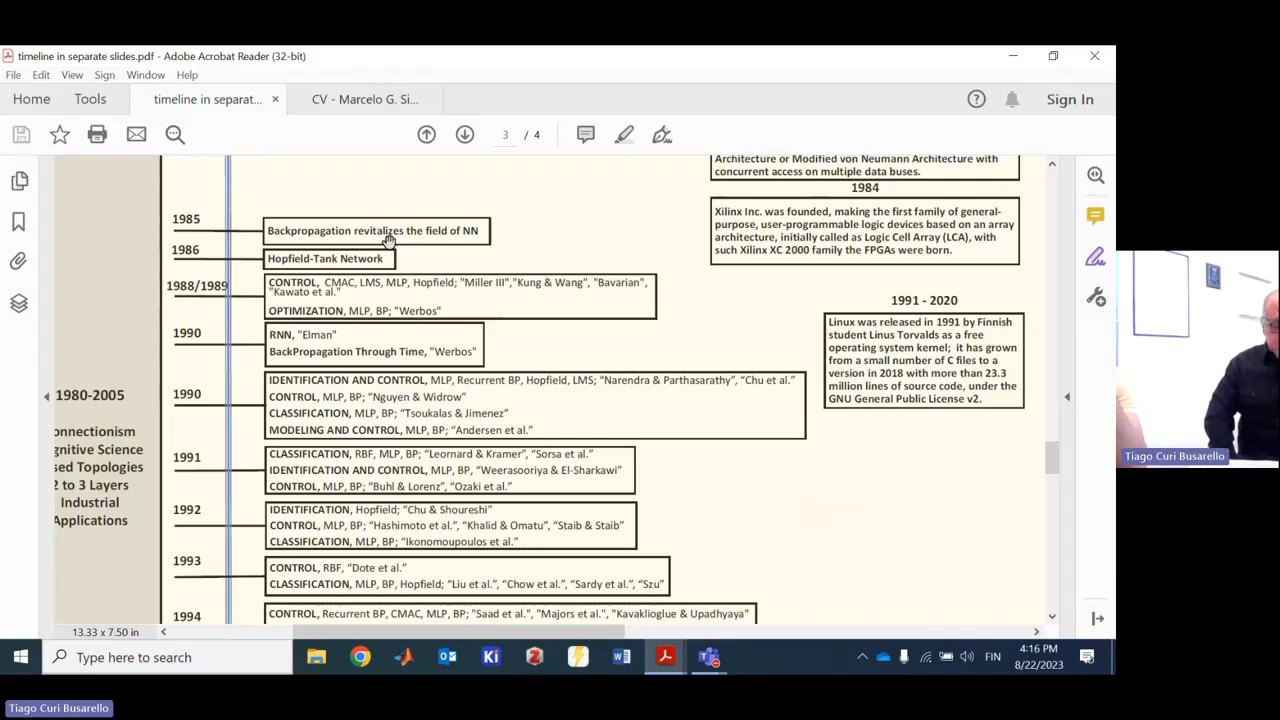 timeline in separate slides.pdf - Adobe Acrobat Reader (32-bit)
File Edit View Sign Window Help
Home Tools timeline in separat... × CV - Marcelo G. Si... Sign In
3 / 4
Architecture or Modified von Neumann Architecture with
concurrent access on multiple data buses.
1984
Xilinx Inc. was founded, making the first family of general-
purpose, user-programmable logic devices based on an array
architecture, initially called as Logic Cell Array (LCA), with
such Xilinx XC 2000 family the FPGAs were born.
1991 - 2020
Linux was released in 1991 by Finnish
student Linus Torvalds as a free
operating system kernel; it has grown
from a small number of C files to a
version in 2018 with more than 23.3
million lines of source code, under the
GNU General Public License v2.
1980-2005
onnectionism
gnitive Science
sed Topologies
2 to 3 Layers
Industrial
Applications
1985
Backpropagation revitalizes the field of NN
1986
Hopfield-Tank Network
1988/1989
CONTROL, CMAC, LMS, MLP, Hopfield; "Miller III","Kung & Wang", "Bavarian",
"Kawato et al."
OPTIMIZATION, MLP, BP; "Werbos"
1990
RNN, "Elman"
BackPropagation Through Time, "Werbos"
1990
IDENTIFICATION AND CONTROL, MLP, Recurrent BP, Hopfield, LMS; "Narendra & Parthasarathy", "Chu et al."
CONTROL, MLP, BP; "Nguyen & Widrow"
CLASSIFICATION, MLP, BP; "Tsoukalas & Jimenez"
MODELING AND CONTROL, MLP, BP; "Andersen et al."
1991
CLASSIFICATION, RBF, MLP, BP; "Leornard & Kramer", "Sorsa et al."
IDENTIFICATION AND CONTROL, MLP, BP, "Weerasooriya & El-Sharkawi"
CONTROL, MLP, BP; "Buhl & Lorenz", "Ozaki et al."
1992
IDENTIFICATION, Hopfield; "Chu & Shoureshi"
CONTROL, MLP, BP; "Hashimoto et al.", "Khalid & Omatu", "Staib & Staib"
CLASSIFICATION, MLP, BP; "Ikonomoupoulos et al."
1993
CONTROL, RBF, "Dote et al."
CLASSIFICATION, MLP, BP, Hopfield; "Liu et al.", "Chow et al.", "Sardy et al.", "Szu"
1994
CONTROL, Recurrent BP, CMAC, MLP, BP; "Saad et al.", "Majors et al.", "Kavaklioglue & Upadhyaya"
13.33 x 7.50 in
Type here to search
Ki
FIN
4:16 PM
8/22/2023
Tiago Curi Busarello
Tiago Curi Busarello